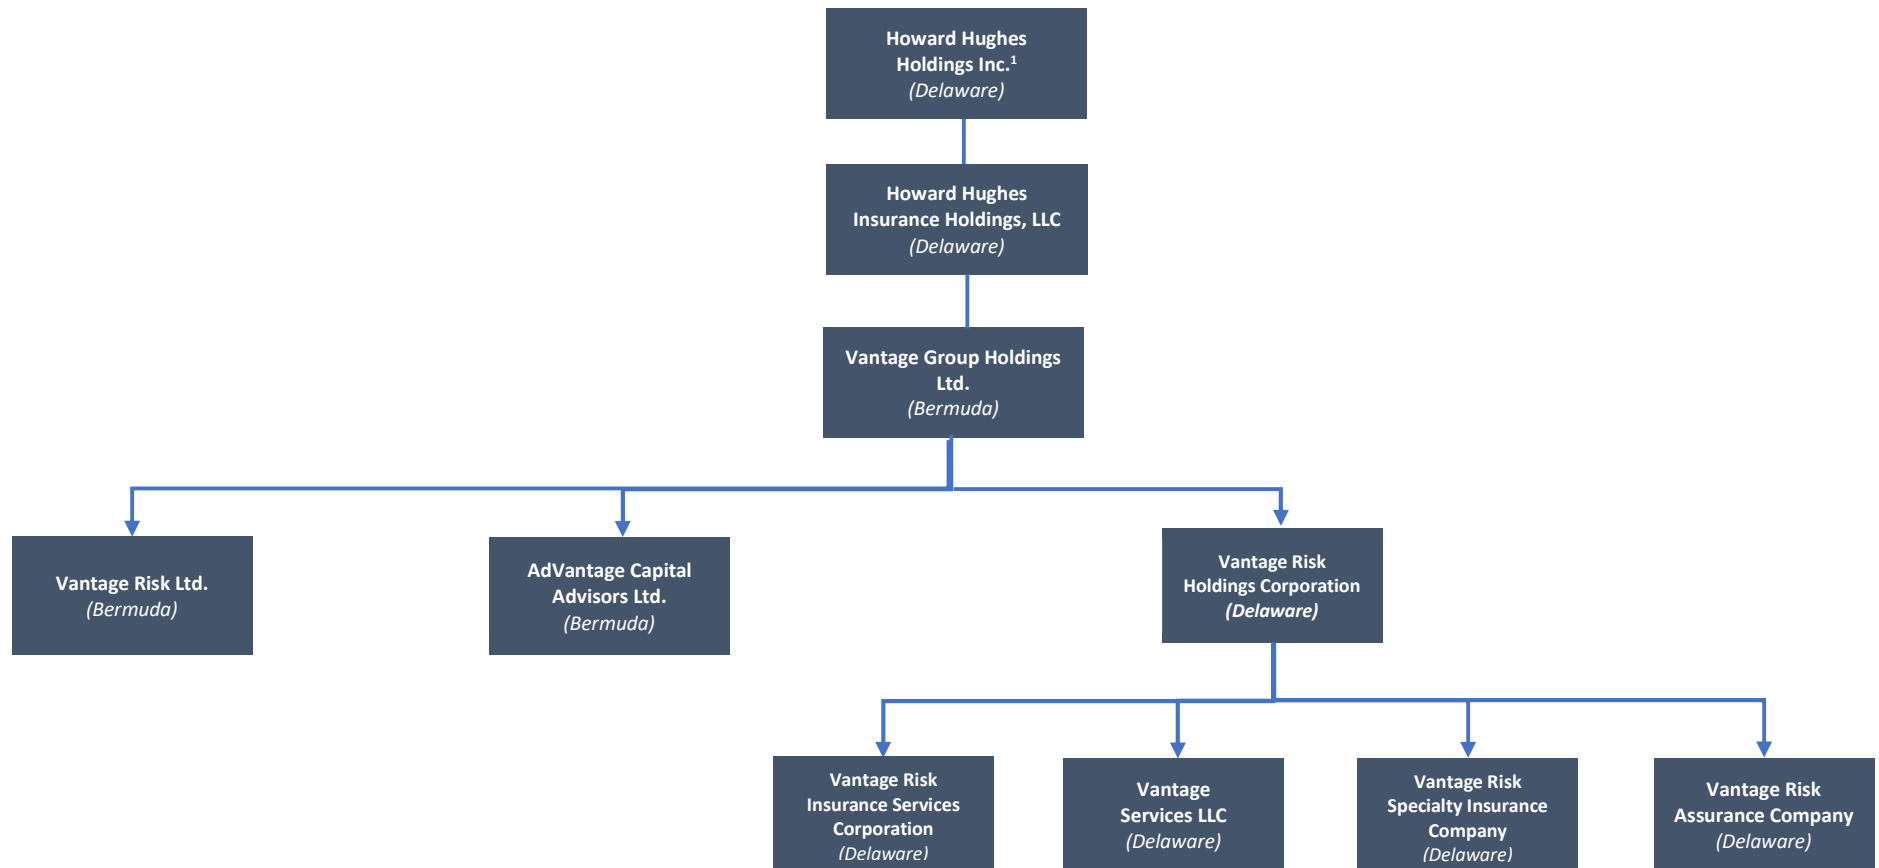 Howard Hughes
Holdings Inc.¹
(Delaware)
Howard Hughes
Insurance Holdings, LLC
(Delaware)
Vantage Group Holdings
Ltd.
(Bermuda)
Vantage Risk Ltd.
(Bermuda)
AdVantage Capital
Advisors Ltd.
(Bermuda)
Vantage Risk
Holdings Corporation
(Delaware)
Vantage Risk
Insurance Services
Corporation
(Delaware)
Vantage
Services LLC
(Delaware)
Vantage Risk
Specialty Insurance
Company
(Delaware)
Vantage Risk
Assurance Company
(Delaware)